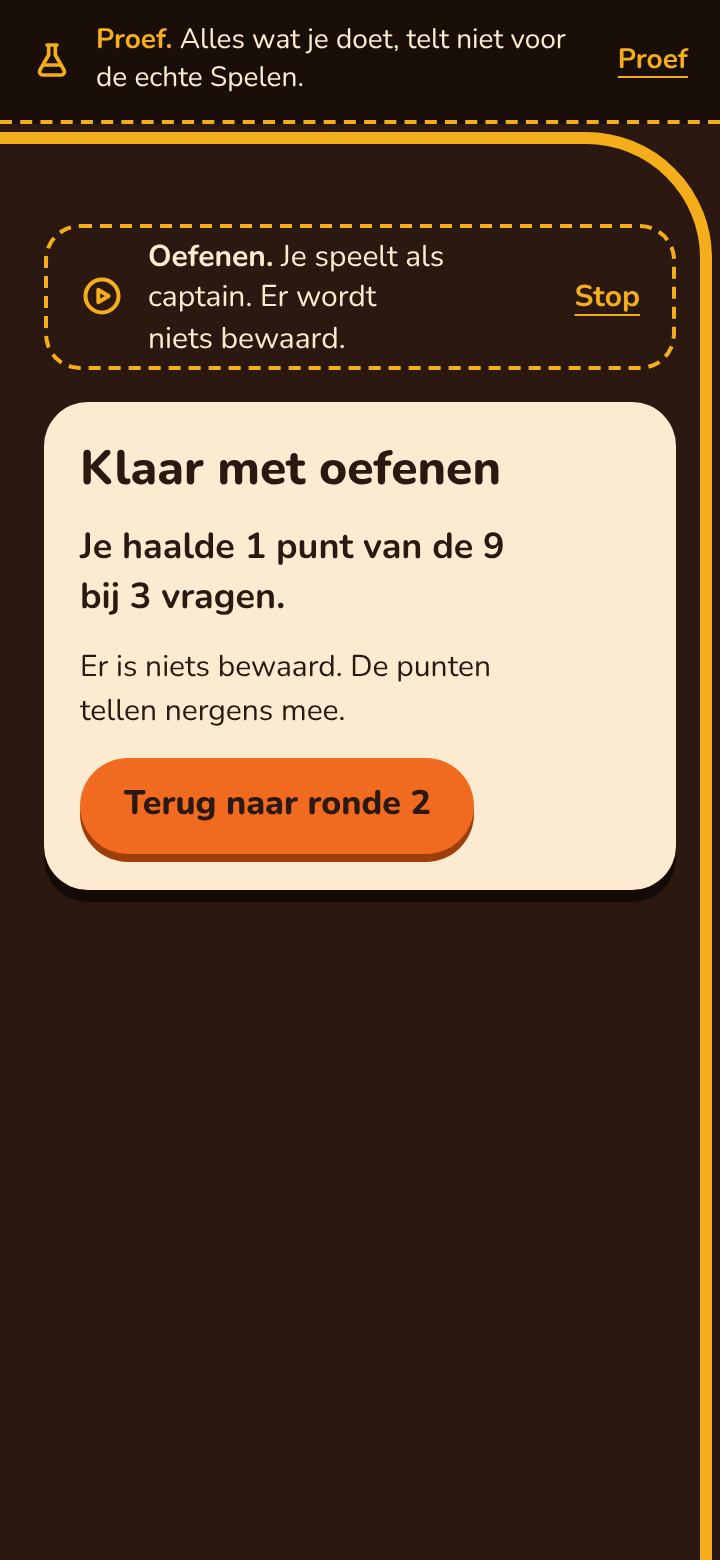 Proef. Alles wat je doet, telt niet voor
de echte Spelen.
Proef
Oefenen. Je speelt als
captain. Er wordt
niets bewaard.
Stop
Klaar met oefenen
Je haalde 1 punt van de 9
bij 3 vragen.
Er is niets bewaard. De punten
tellen nergens mee.
Terug naar ronde 2